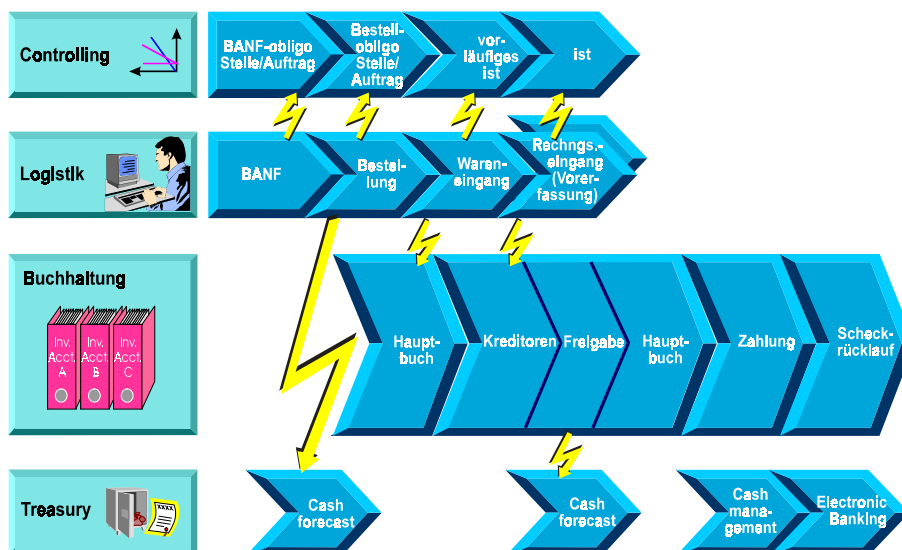 Controlling
BANF-obligo
Stelle/Auftrag
Bestell-
obligo
Stelle/
Auftrag
vor-
läufiges
ist
ist
Logistik
BANF
Bestel-
lung
Waren-
eingang
Rechngs.-
eingang
(Vorer-
fassung)
Buchhaltung
Inv.
Acct.
A
Inv.
Acct.
B
Inv.
Acct.
C
Haupt-
buch
Kreditoren
Freigabe
Haupt-
buch
Zahlung
Scheck-
rücklauf
Treasury
XXXX
Cash
forecast
Cash
forecast
Cash
mana-
gement
Electronic
Banking